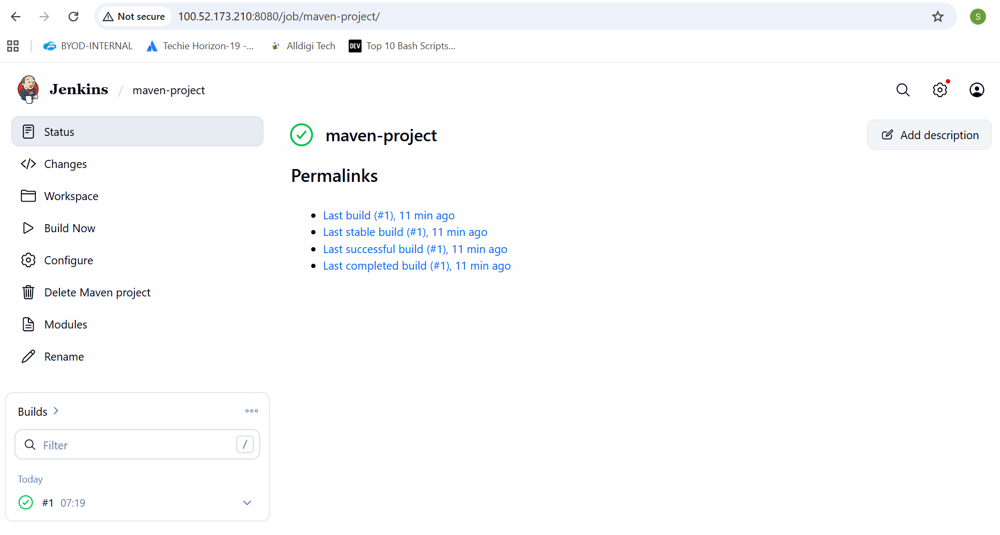 Not secure 100.52.173.210:8080/job/maven-project/ S
BYOD-INTERNAL Techie Horizon-19 -... Alldigi Tech DEV Top 10 Bash Scripts...
Jenkins / maven-project
Status
Changes
Workspace
Build Now
Configure
Delete Maven project
Modules
Rename
Builds
Filter /
Today
#1 07:19
maven-project
Add description
Permalinks
Last build (#1), 11 min ago
Last stable build (#1), 11 min ago
Last successful build (#1), 11 min ago
Last completed build (#1), 11 min ago